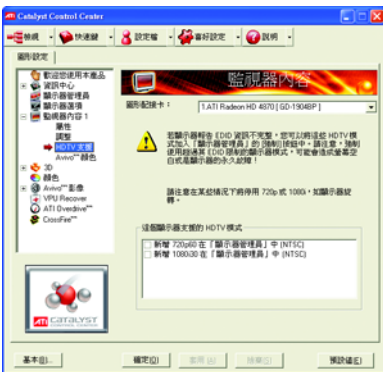 ATI Catalyst Control Center
檢視
快速鍵
設定檔
喜好設定
說明
圖形設定
歡迎您使用本產品
資訊中心
顯示器管理員
顯示器選項
監視器內容 1
屬性
調整
HDTV 支援
Avivo™ 顏色
3D
顏色
Avivo™ 影像
VPU Recover
ATI Overdrive™
CrossFire™
ATI CATALYST
CONTROL CENTER
基本(B)...
監視器內容
圖形配接卡：
1.ATI Radeon HD 4870 [ GD-1904BP ]
若顯示器報告 EDID 資訊不完整，您可以將這些 HDTV 模式加入「顯示器管理員」的 [強制] 按鈕中。請注意，強制使用超過其 EDID 限制的顯示器模式，可能會造成螢幕空白或是顯示器的永久故障！
請注意在某些情況下將停用 720p 或 1080i，如顯示器旋轉。
這個顯示器支援的 HDTV 模式
新增 720p60 在「顯示器管理員」中 (NTSC)
新增 1080i30 在「顯示器管理員」中 (NTSC)
確定(O)
套用(A)
捨棄(S)
預設值(E)